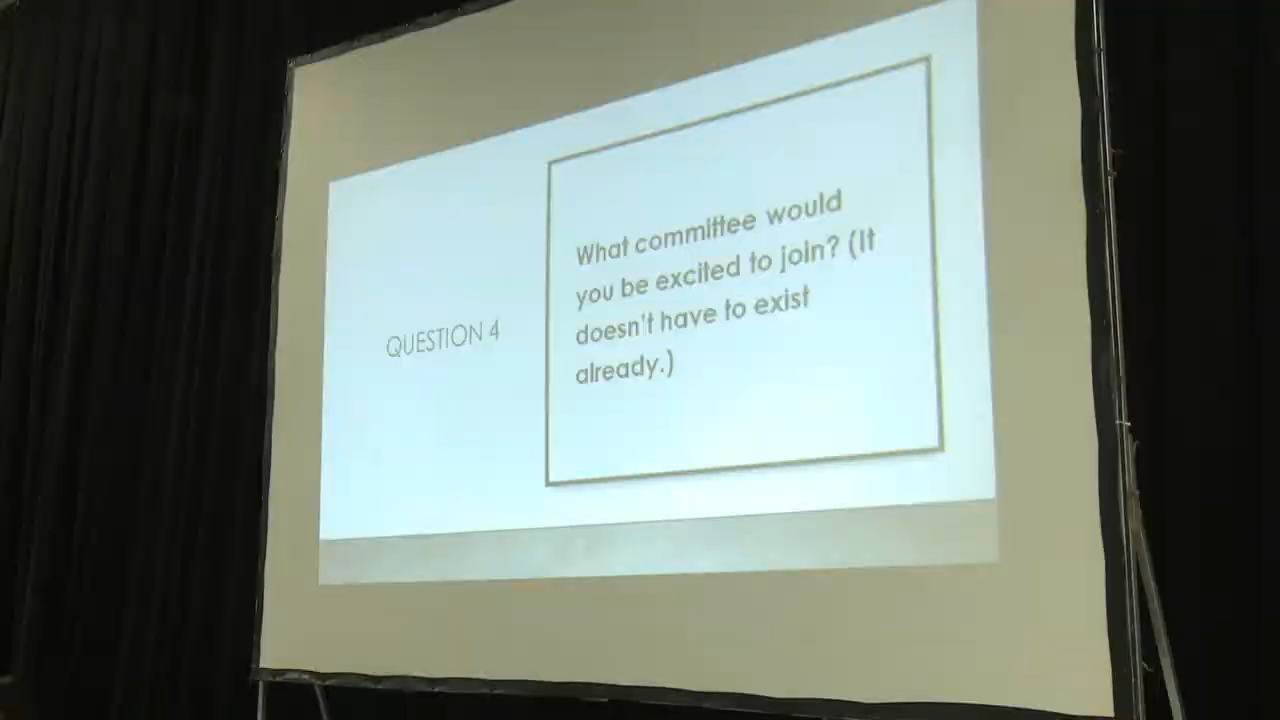 QUESTION 4
What committee would
you be excited to join? (It
doesn't have to exist
already.)